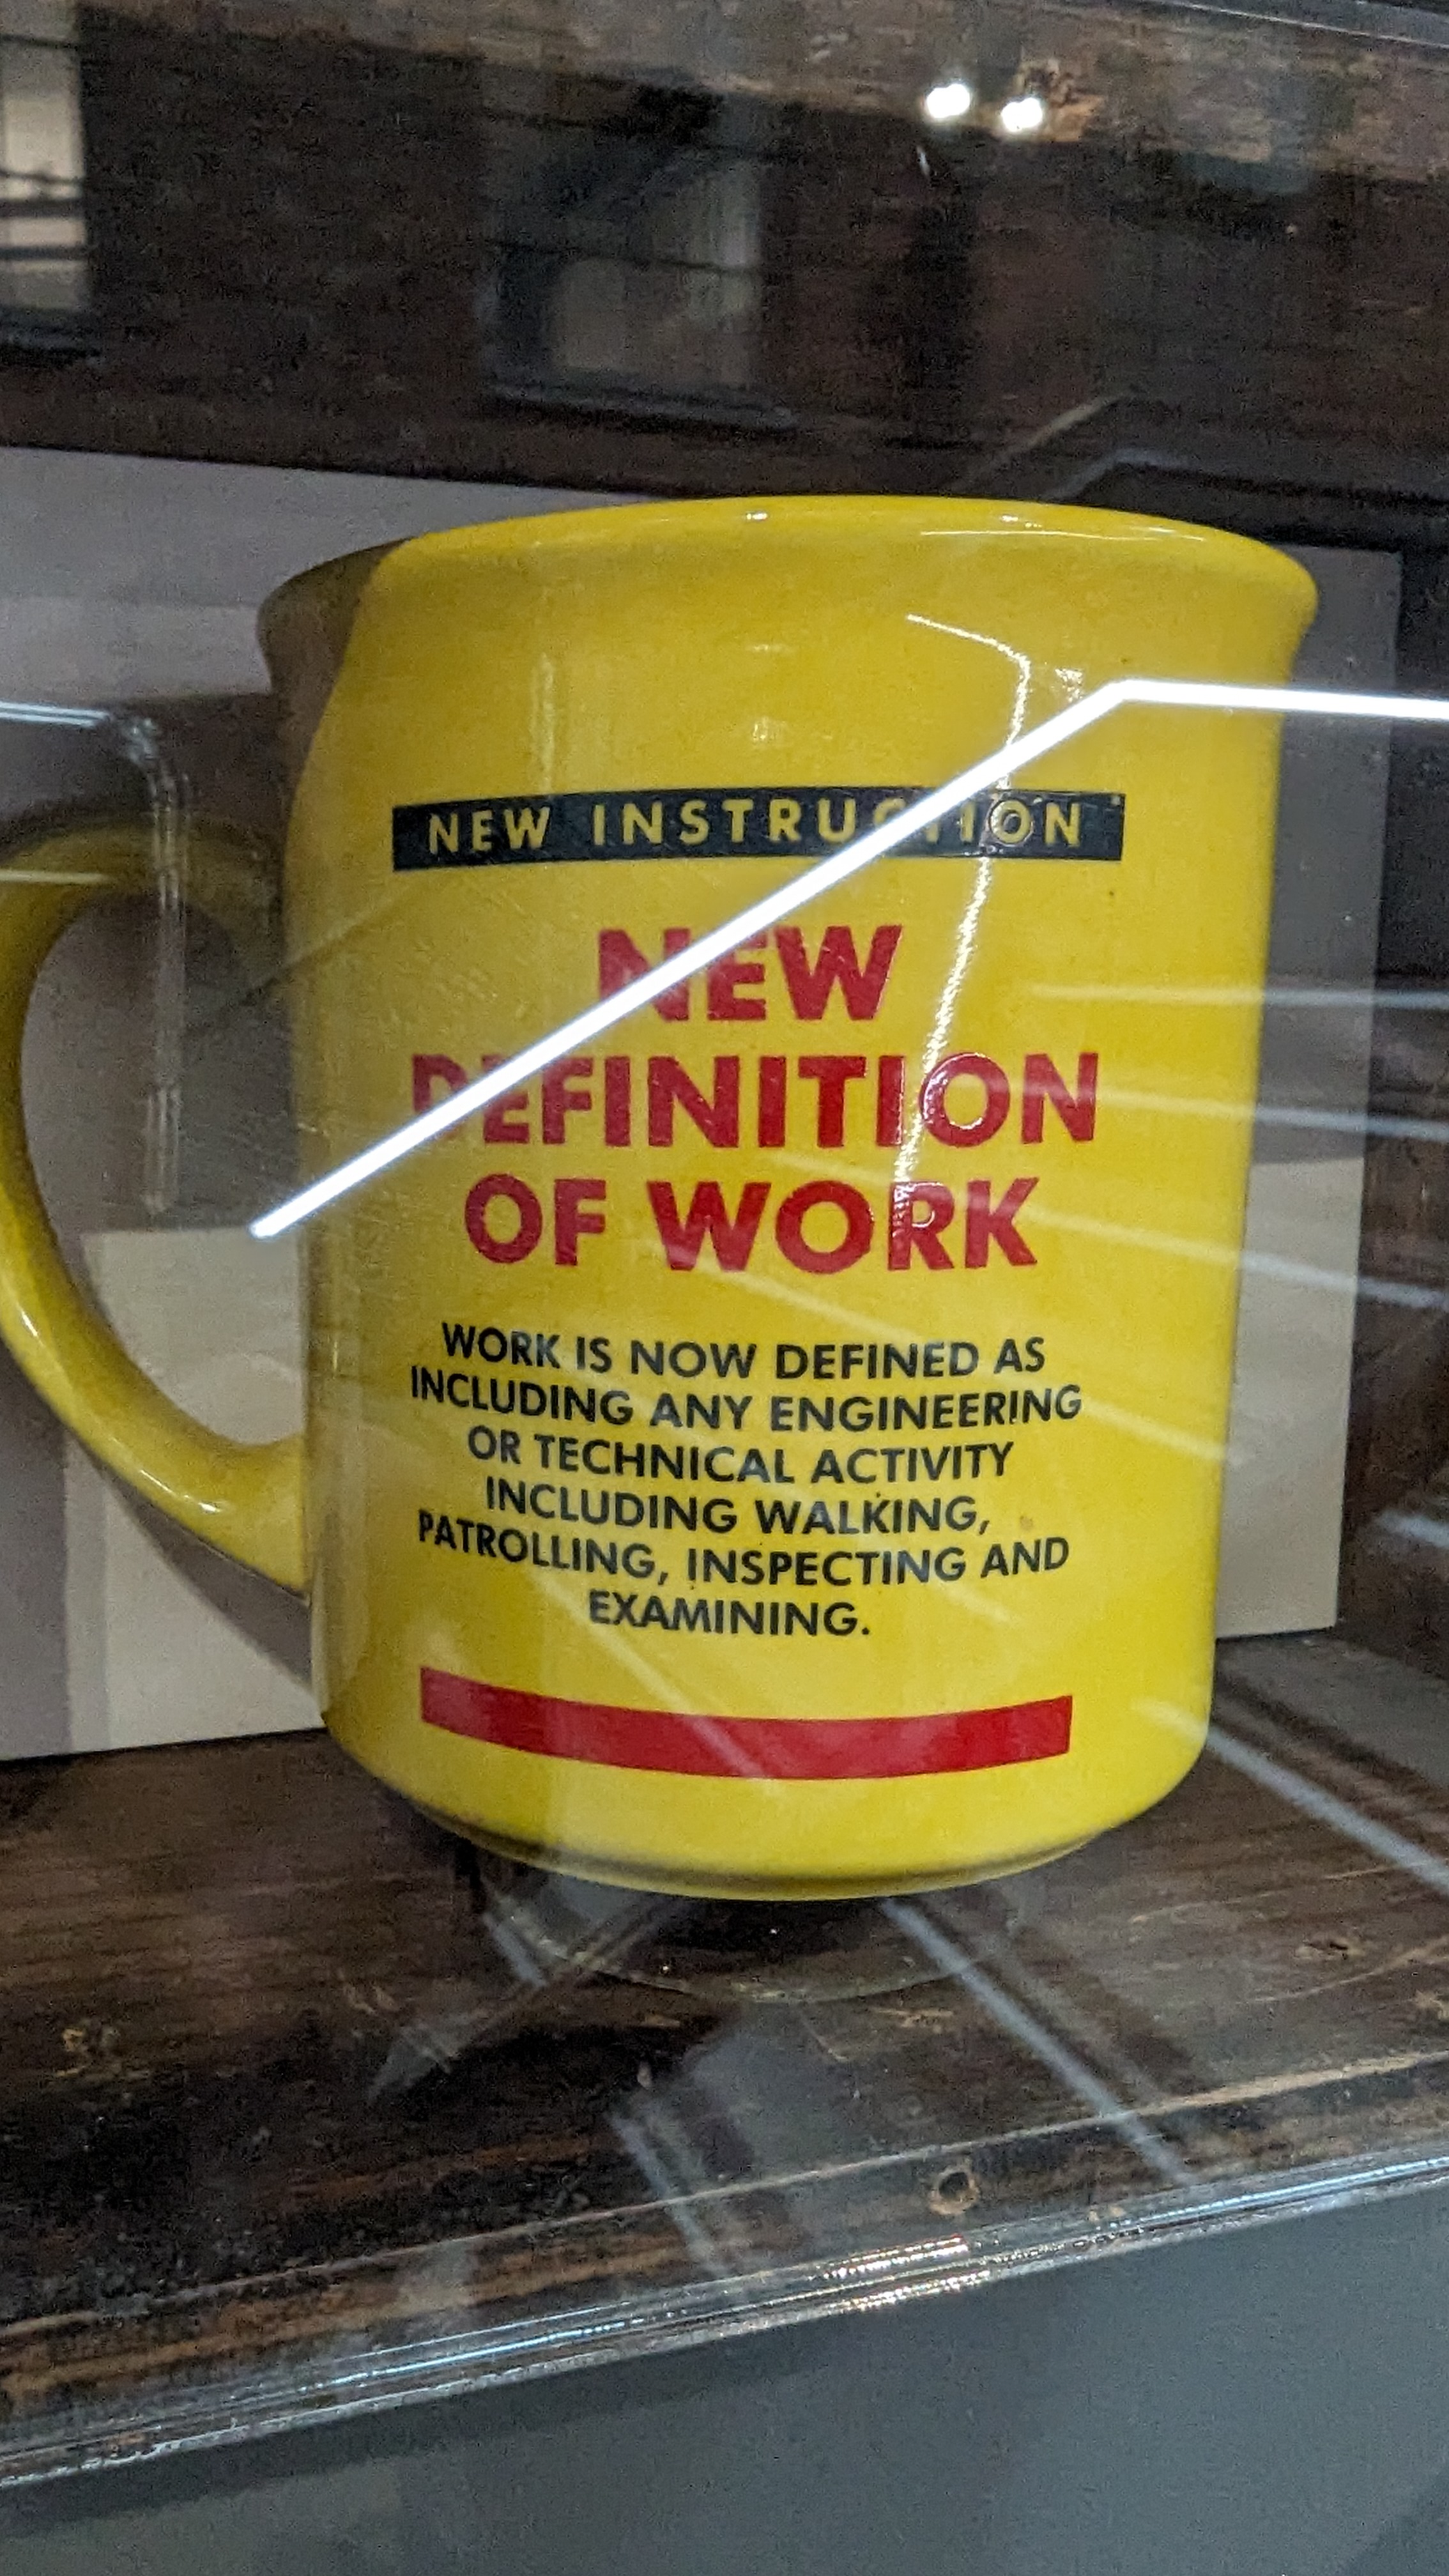 NEW INSTRUCTION
NEW
DEFINITION
OF WORK
WORK IS NOW DEFINED AS
INCLUDING ANY ENGINEERING
OR TECHNICAL ACTIVITY
INCLUDING WALKING,
PATROLLING, INSPECTING AND
EXAMINING.